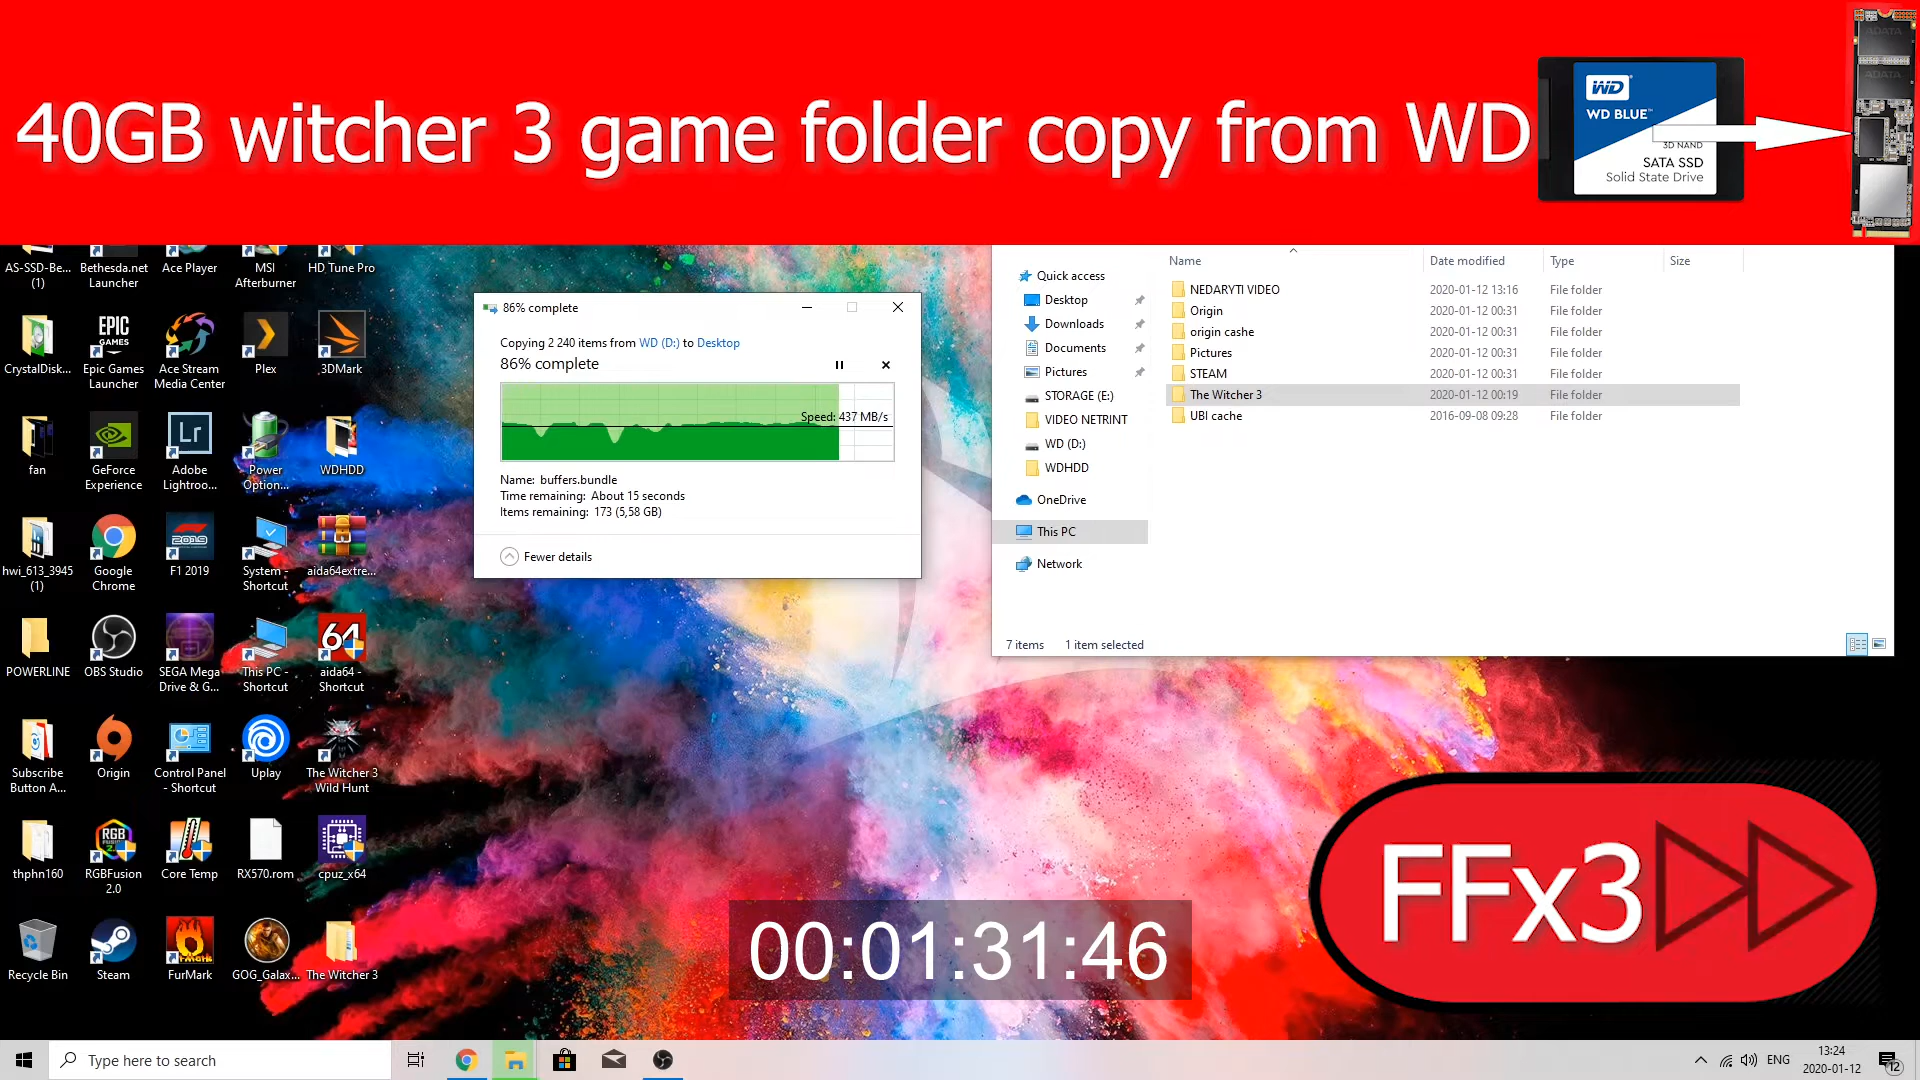 40GB witcher 3 game folder copy from WD
WD
WD BLUE™
3D NAND
SATA SSD
Solid State Drive
ADATA
ADATA
AS-SSD-Be... (1)
Bethesda.net Launcher
Ace Player
MSI Afterburner
HD Tune Pro
CrystalDisk...
EPIC GAMES
Epic Games Launcher
Ace Stream Media Center
Plex
3DMark
fan
GeForce Experience
Lr
Adobe Lightroo...
Power Option...
WDHDD
hwi_613_3945 (1)
Google Chrome
F1 2019
System - Shortcut
aida64extre...
POWERLINE
OBS Studio
SEGA Mega Drive & G...
This PC - Shortcut
64
aida64 - Shortcut
Subscribe Button A...
Origin
Control Panel - Shortcut
Uplay
The Witcher 3 Wild Hunt
thphn160
RGB
RGBFusion 2.0
Core Temp
RX570.rom
cpuz_x64
Recycle Bin
Steam
FurMark
GOG_Galax...
The Witcher 3
86% complete
Copying 2 240 items from WD (D:) to Desktop
86% complete
Speed: 437 MB/s
Name: buffers.bundle
Time remaining: About 15 seconds
Items remaining: 173 (5,58 GB)
Fewer details
Quick access
Desktop
Downloads
Documents
Pictures
STORAGE (E:)
VIDEO NETRINT
WD (D:)
WDHDD
OneDrive
This PC
Network
Name Date modified Type Size
NEDARYTI VIDEO 2020-01-12 13:16 File folder
Origin 2020-01-12 00:31 File folder
origin cashe 2020-01-12 00:31 File folder
Pictures 2020-01-12 00:31 File folder
STEAM 2020-01-12 00:31 File folder
The Witcher 3 2020-01-12 00:19 File folder
UBI cache 2016-09-08 09:28 File folder
7 items 1 item selected
FFx3
00:01:31:46
Type here to search
ENG
13:24
2020-01-12
12